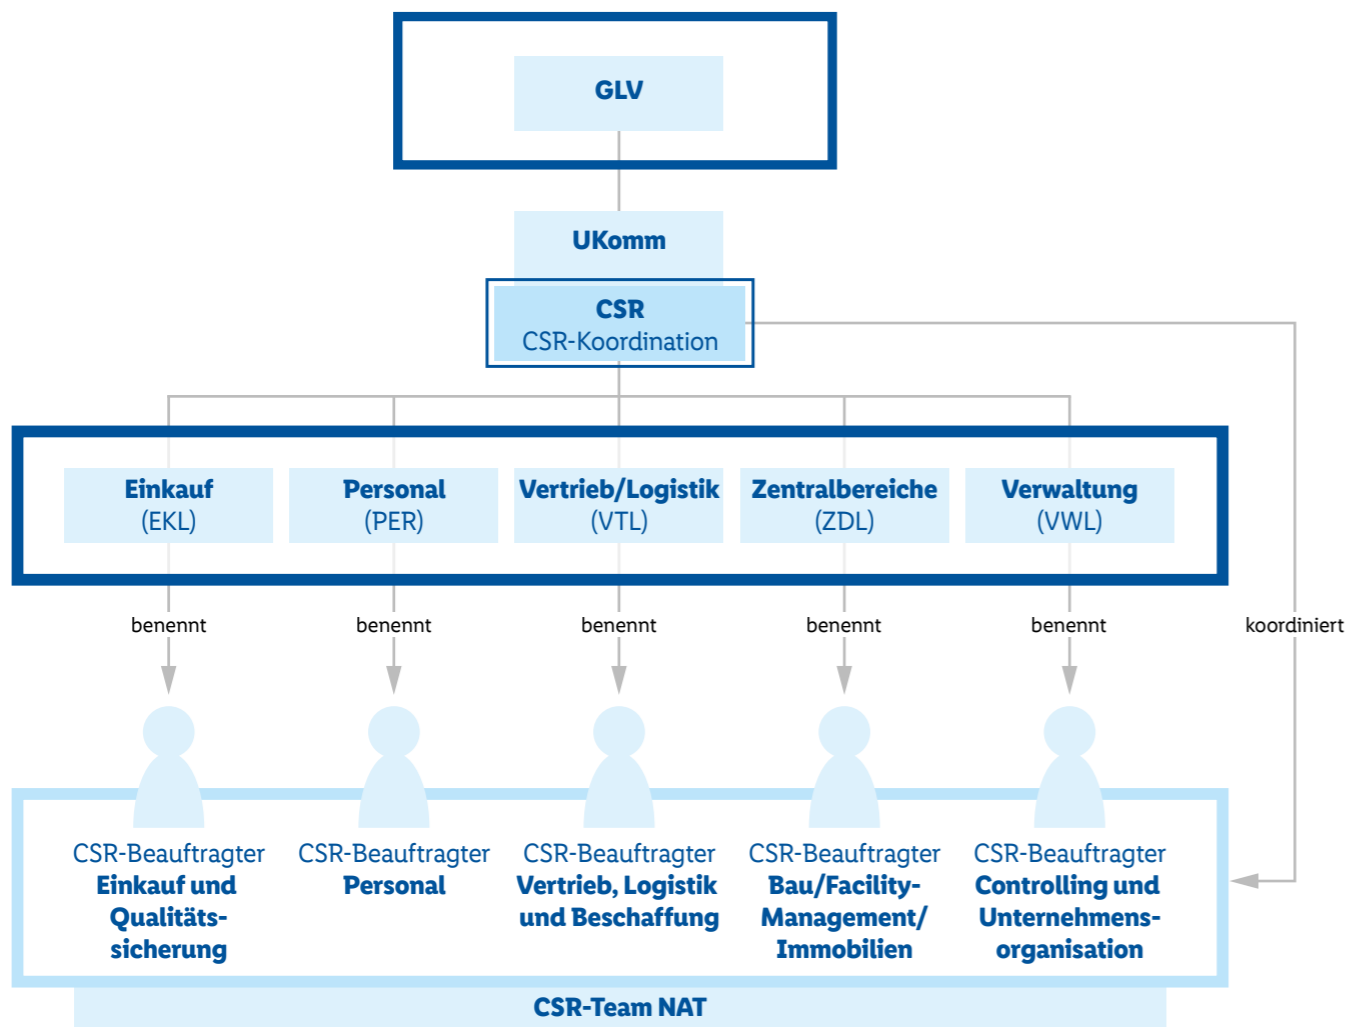 GLV
UKomm
CSR
CSR-Koordination
Einkauf
(EKL)
Personal
(PER)
Vertrieb/Logistik
(VTL)
Zentralbereiche
(ZDL)
Verwaltung
(VWL)
benennt
benennt
benennt
benennt
benennt
koordiniert
CSR-Beauftragter
Einkauf und
Qualitäts-
sicherung
CSR-Beauftragter
Personal
CSR-Beauftragter
Vertrieb, Logistik
und Beschaffung
CSR-Beauftragter
Bau/Facility-
Management/
Immobilien
CSR-Beauftragter
Controlling und
Unternehmens-
organisation
CSR-Team NAT